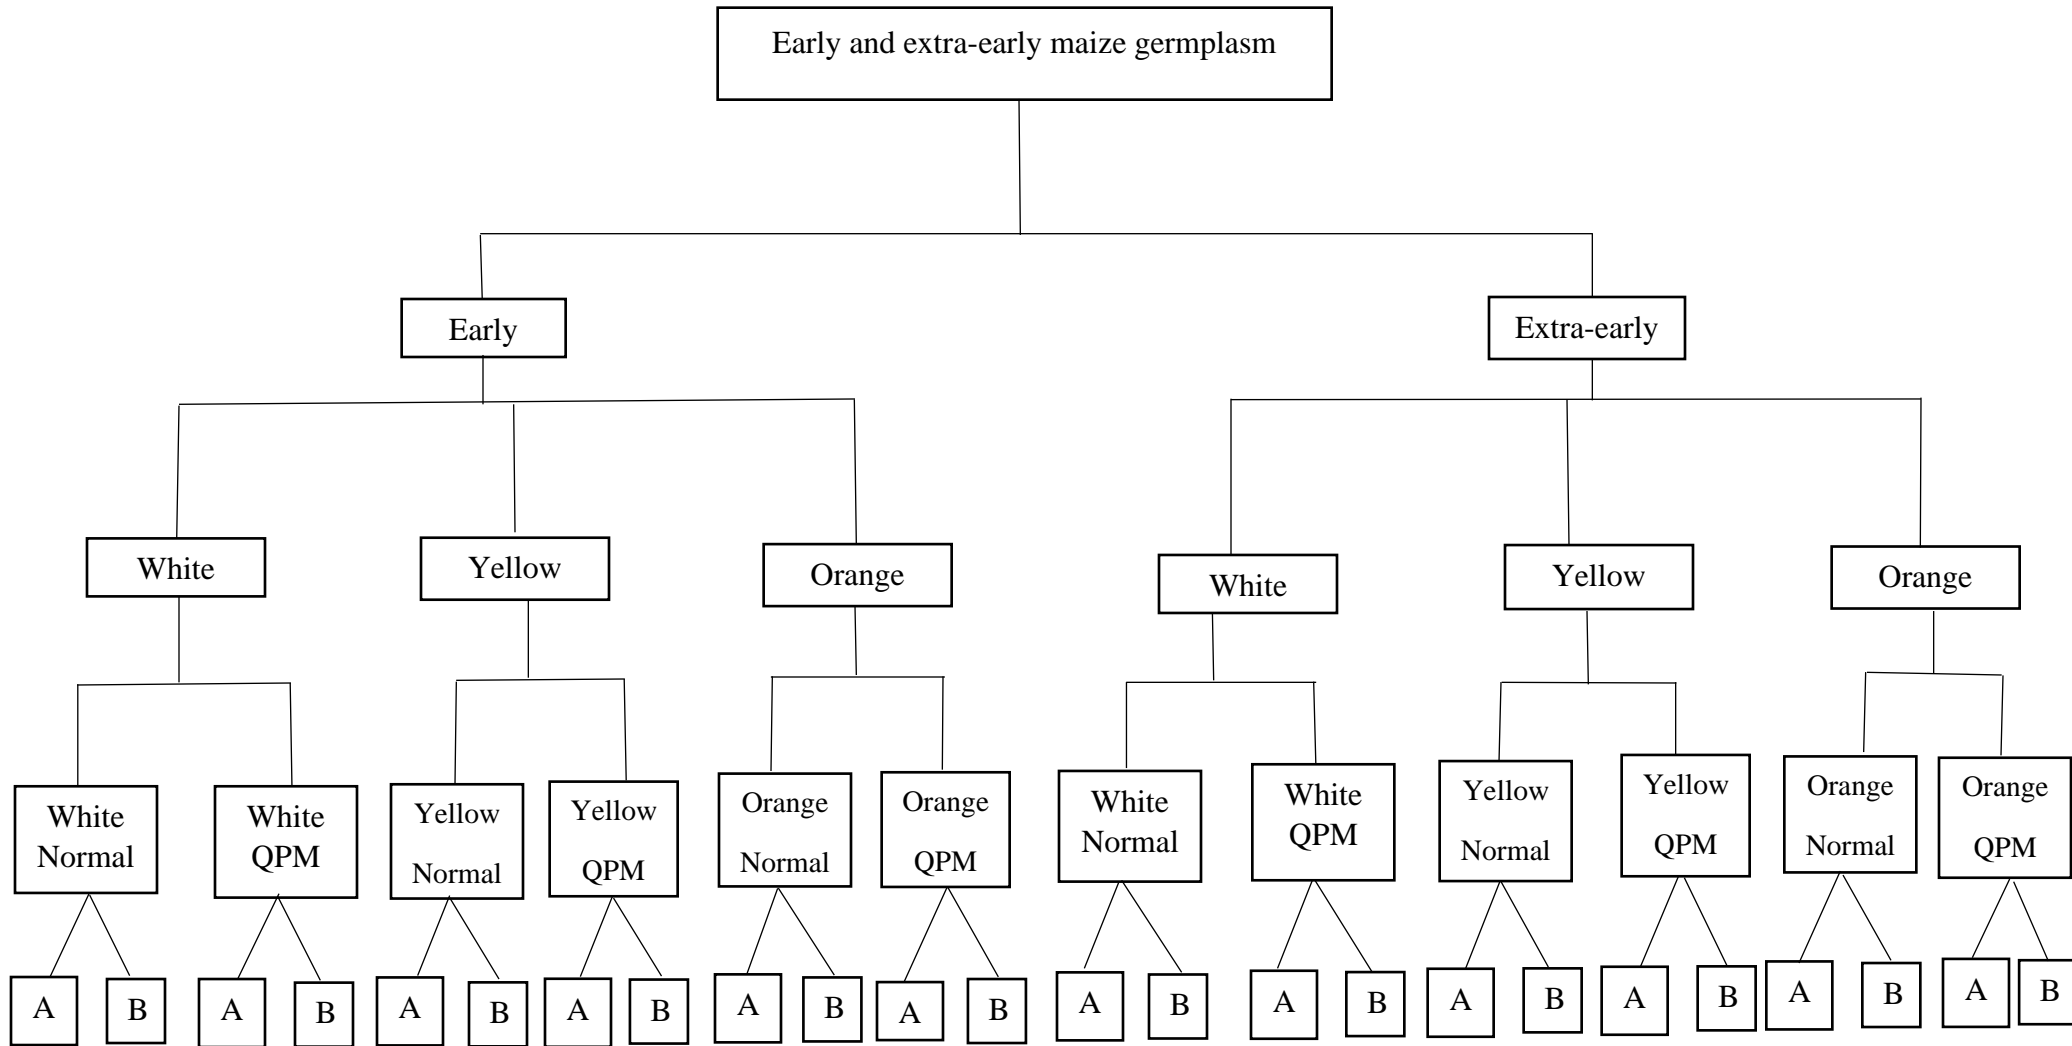 Early and extra-early maize germplasm
Early
Extra-early
White
Yellow
Orange
White
Yellow
Orange
White
Normal
White
QPM
Yellow
Normal
Yellow
QPM
Orange
Normal
Orange
QPM
White
Normal
White
QPM
Yellow
Normal
Yellow
QPM
Orange
Normal
Orange
QPM
A
B
A
B
A
B
A
B
A
B
A
B
A
B
A
B
A
B
A
B
A
B
A
B